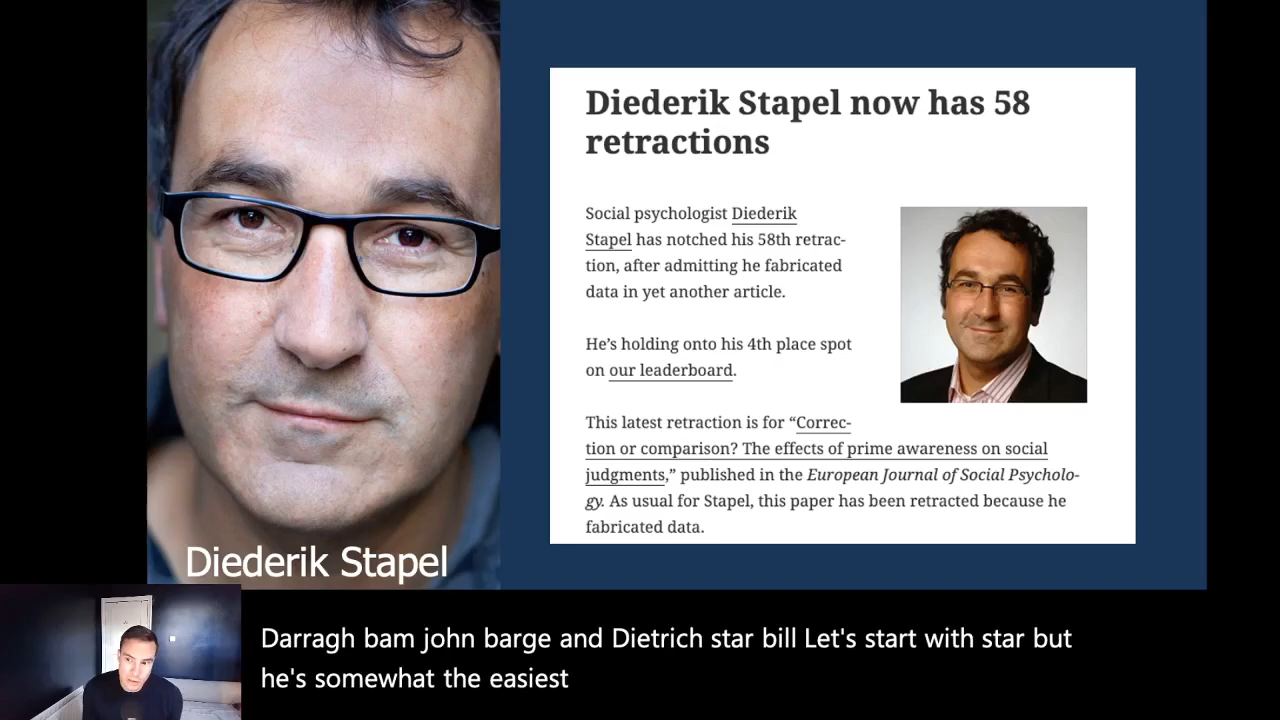 Diederik Stapel now has 58
retractions
Social psychologist Diederik
Stapel has notched his 58th retrac-
tion, after admitting he fabricated
data in yet another article.
He’s holding onto his 4th place spot
on our leaderboard.
This latest retraction is for “Correc-
tion or comparison? The effects of prime awareness on social
judgments,” published in the European Journal of Social Psycholo-
gy. As usual for Stapel, this paper has been retracted because he
fabricated data.
Diederik Stapel
Darragh bam john barge and Dietrich star bill Let's start with star but
he's somewhat the easiest